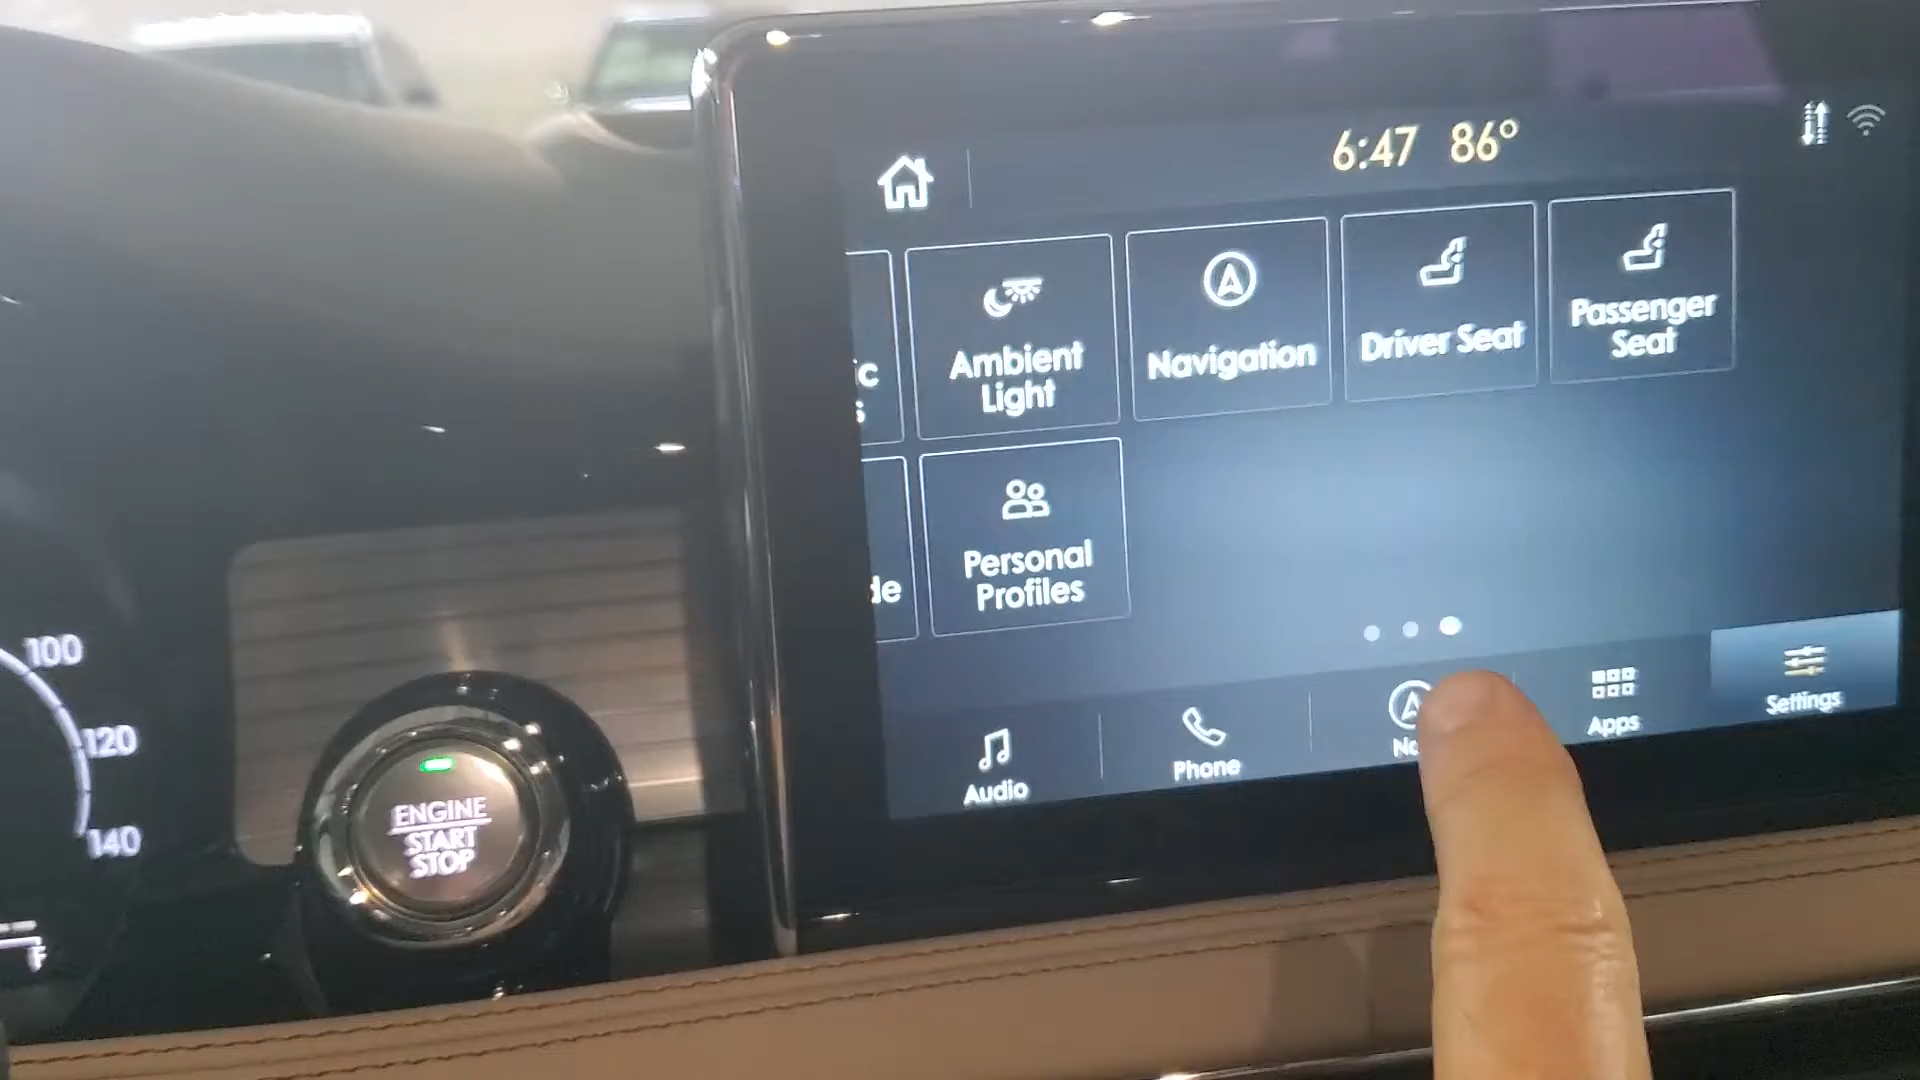 6:47 86°
Ambient
Light
Navigation
Driver Seat
Passenger
Seat
Personal
Profiles
Audio
Phone
Apps
Settings
100
120
140
F
ENGINE
START
STOP